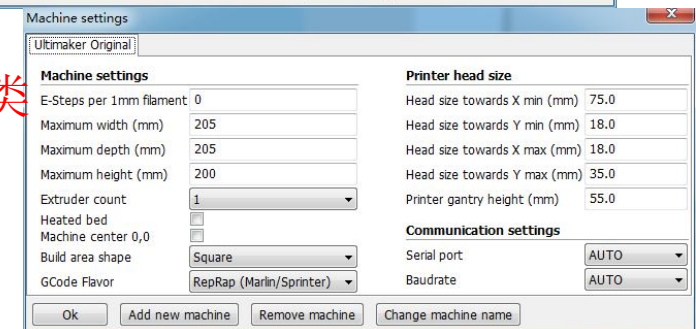 Machine settings
Ultimaker Original
类
Machine settings
E-Steps per 1mm filament 0
Maximum width (mm) 205
Maximum depth (mm) 205
Maximum height (mm) 200
Extruder count 1
Heated bed
Machine center 0,0
Build area shape Square
GCode Flavor RepRap (Marlin/Sprinter)
Printer head size
Head size towards X min (mm) 75.0
Head size towards Y min (mm) 18.0
Head size towards X max (mm) 18.0
Head size towards Y max (mm) 35.0
Printer gantry height (mm) 55.0
Communication settings
Serial port AUTO
Baudrate AUTO
Ok Add new machine Remove machine Change machine name